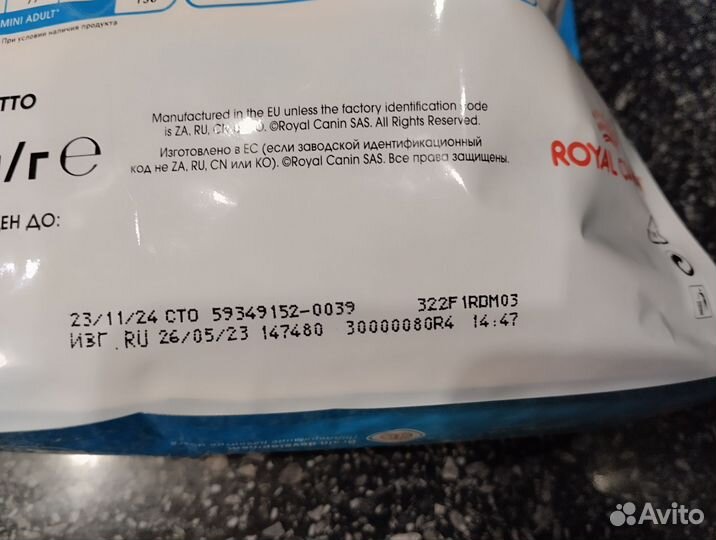 MINI ADULT*
При условии наличия продукта
ТТО
/г e
Manufactured in the EU unless the factory identification code
is ZA, RU, CN, KO. ©Royal Canin SAS. All Rights Reserved.
Изготовлено в ЕС (если заводской идентификационный
код не ZA, RU, CN или KO). ©Royal Canin SAS. Все права защищены.
ROYAL
ЕН ДО:
23/11/24 СТО 59349152-0039 322F1RDM03
ИЗГ.RU 26/05/23 147480 30000080R4 14:47
Avito